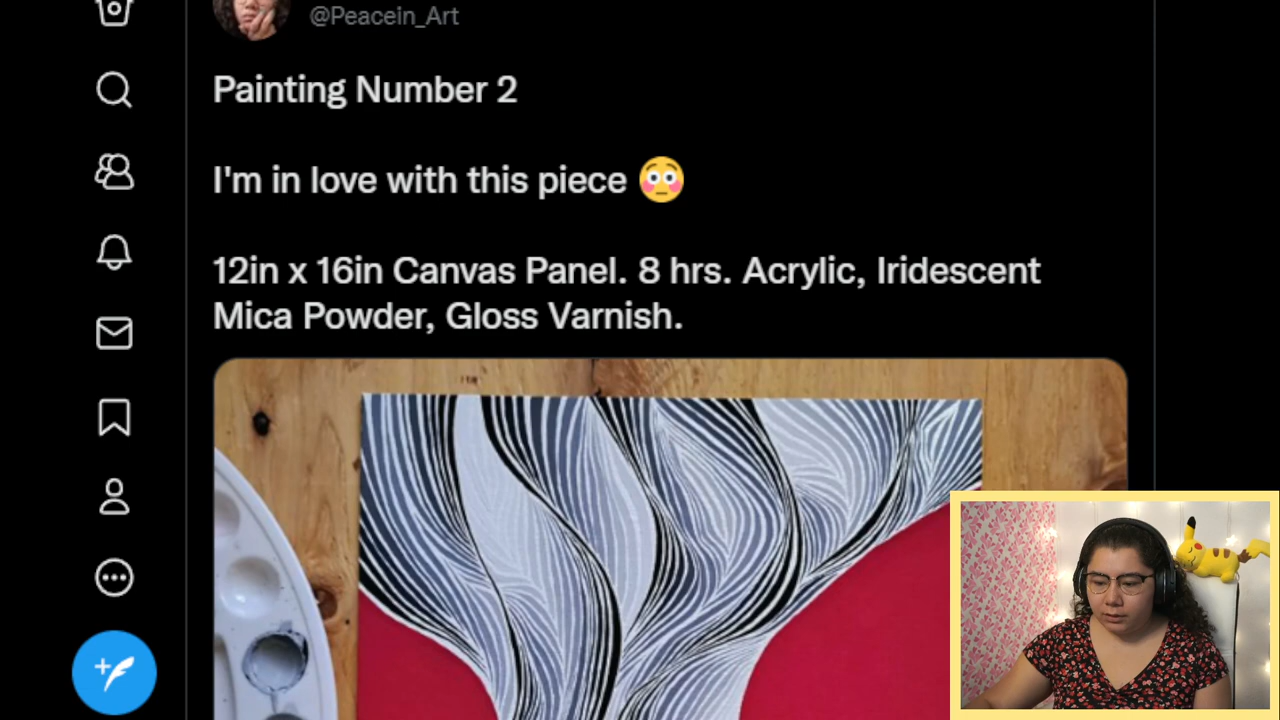 @Peacein_Art
Painting Number 2
I'm in love with this piece 😳
12in x 16in Canvas Panel. 8 hrs. Acrylic, Iridescent
Mica Powder, Gloss Varnish.